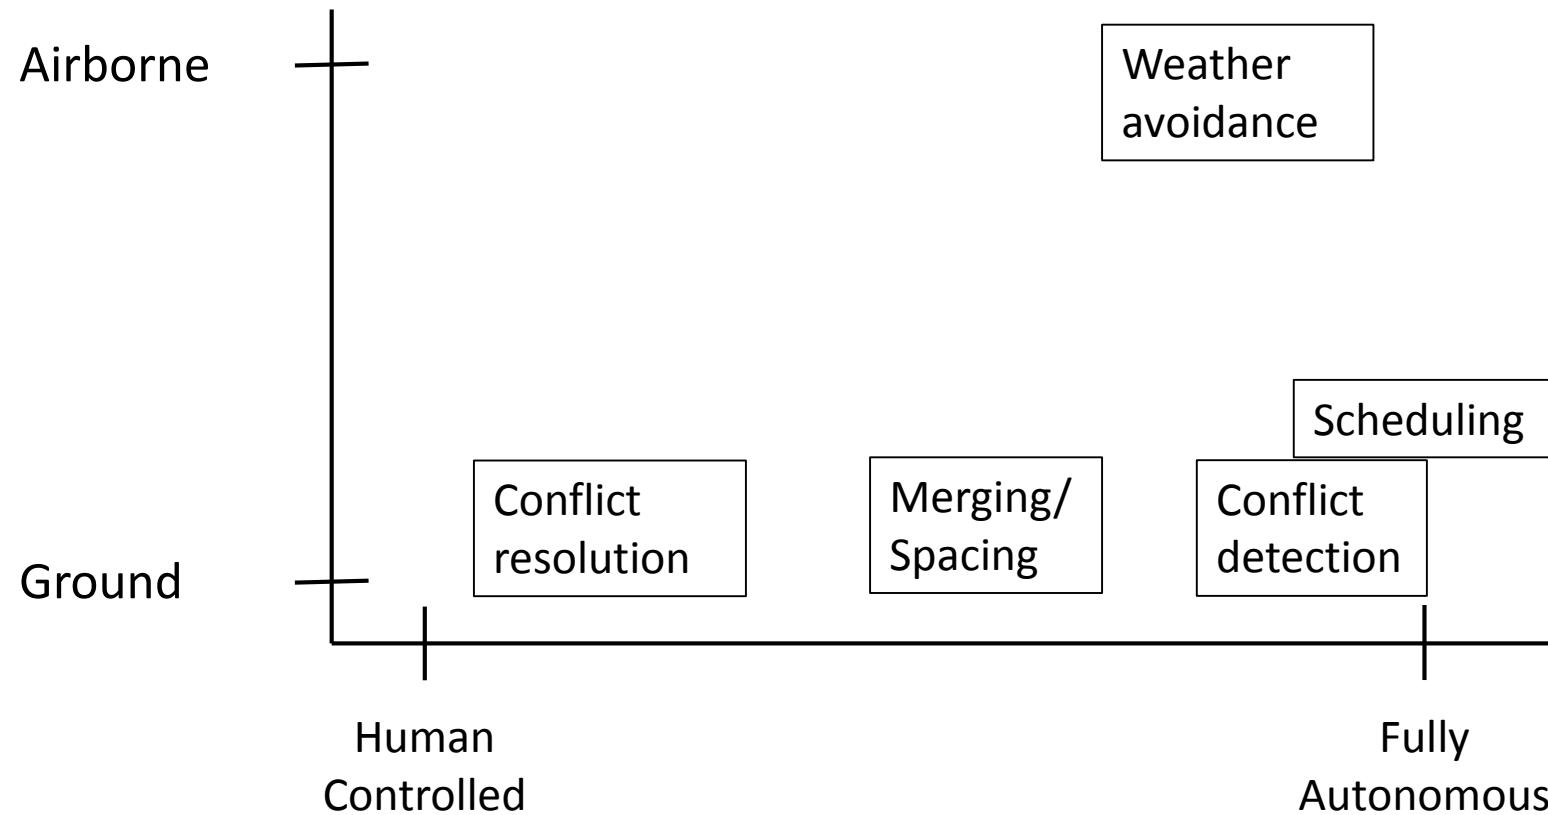 Airborne
Weather
avoidance
Scheduling
Conflict
resolution
Merging/
Spacing
Conflict
detection
Ground
Human
Controlled
Fully
Autonomous